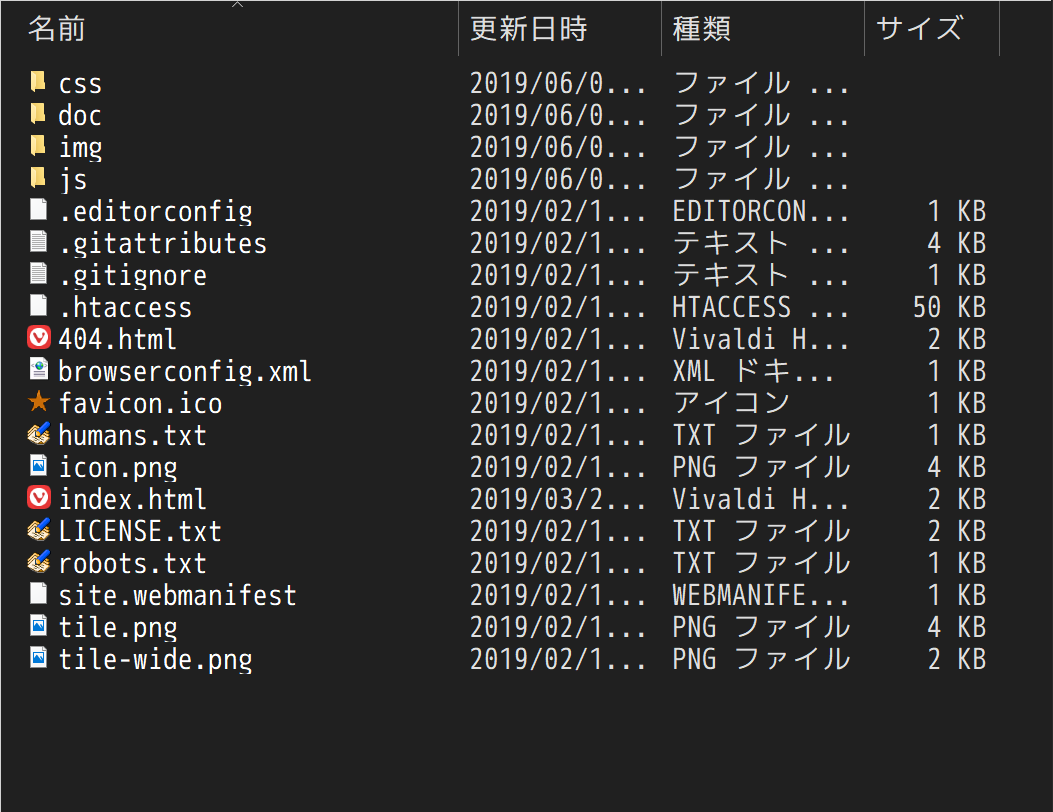 名前 更新日時 種類 サイズ
css 2019/06/0... ファイル ...
doc 2019/06/0... ファイル ...
img 2019/06/0... ファイル ...
js 2019/06/0... ファイル ...
.editorconfig 2019/02/1... EDITORCON... 1 KB
.gitattributes 2019/02/1... テキスト ... 4 KB
.gitignore 2019/02/1... テキスト ... 1 KB
.htaccess 2019/02/1... HTACCESS ... 50 KB
404.html 2019/02/1... Vivaldi H... 2 KB
browserconfig.xml 2019/02/1... XML ドキ... 1 KB
favicon.ico 2019/02/1... アイコン 1 KB
humans.txt 2019/02/1... TXT ファイル 1 KB
icon.png 2019/02/1... PNG ファイル 4 KB
index.html 2019/03/2... Vivaldi H... 2 KB
LICENSE.txt 2019/02/1... TXT ファイル 2 KB
robots.txt 2019/02/1... TXT ファイル 1 KB
site.webmanifest 2019/02/1... WEBMANIFE... 1 KB
tile.png 2019/02/1... PNG ファイル 4 KB
tile-wide.png 2019/02/1... PNG ファイル 2 KB